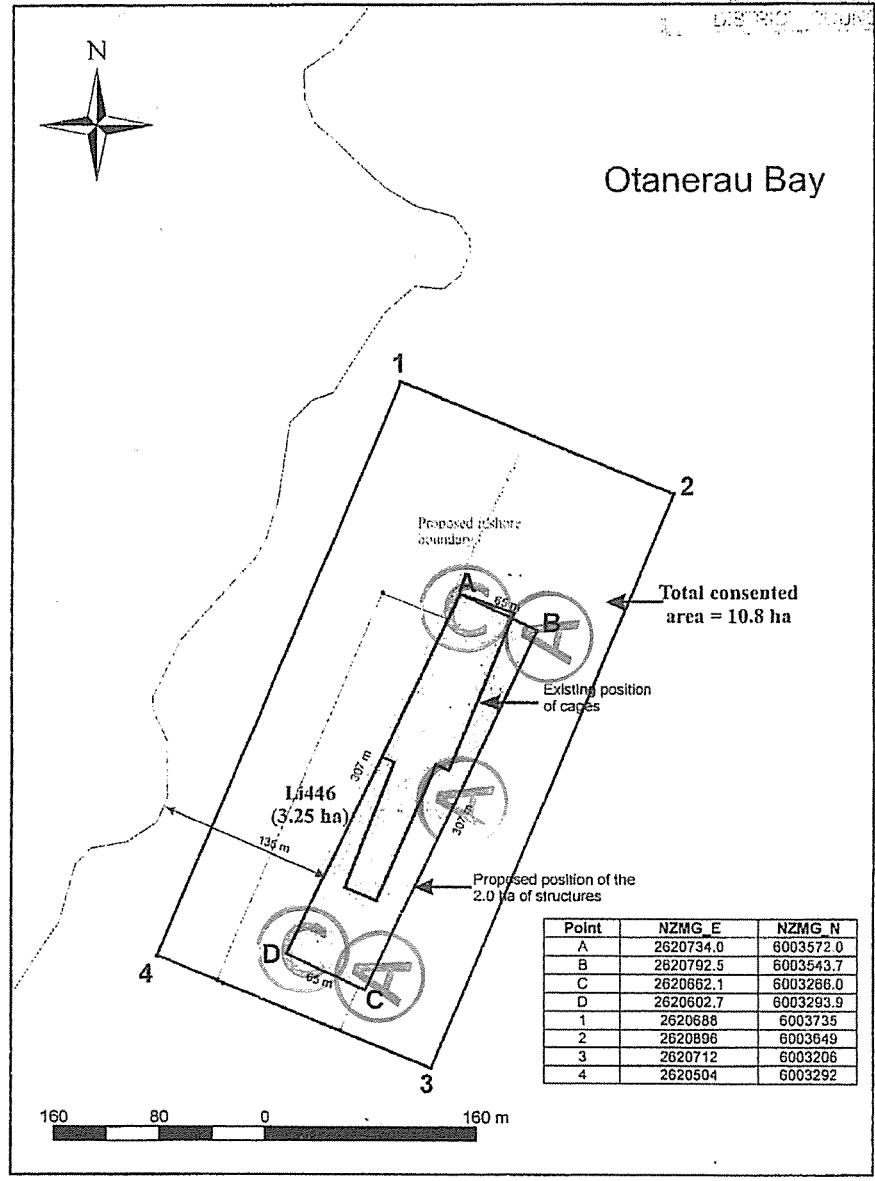 DISTRICT COUNC
N
Otanerau Bay
1
2
Proposed inshore
boundary
A
65 m
B
C
A
Total consented
area = 10.8 ha
Existing position
of cages
307 m
A
Li446
(3.25 ha)
307 m
135 m
Proposed position of the
2.0 ha of structures
D
C
65 m
C
A
4
3
Point NZMG_E NZMG_N
A 2620734.0 6003572.0
B 2620792.5 6003543.7
C 2620662.1 6003266.0
D 2620602.7 6003293.9
1 2620688 6003735
2 2620896 6003649
3 2620712 6003206
4 2620504 6003292
160 80 0 160 m